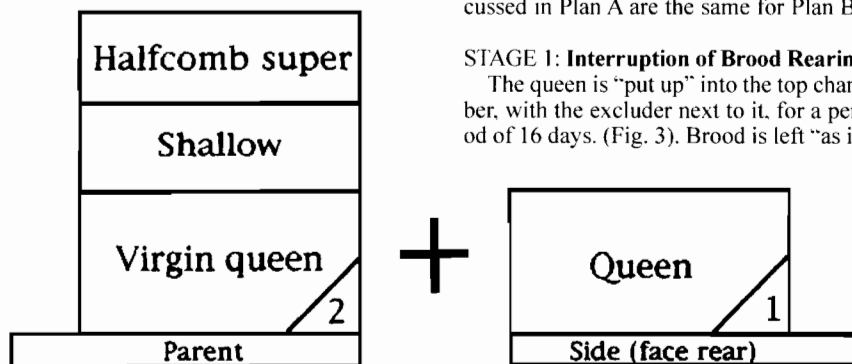 cussed in Plan A are the same for Plan B
STAGE 1: Interruption of Brood Rearin
The queen is “put up” into the top cham
ber, with the excluder next to it, for a per
od of 16 days. (Fig. 3). Brood is left “as i
Halfcomb super
Shallow
Virgin queen
2
Parent
+
Queen
1
Side (face rear)